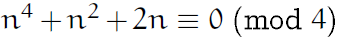 n⁴ + n² + 2n ≡ 0 (mod 4)